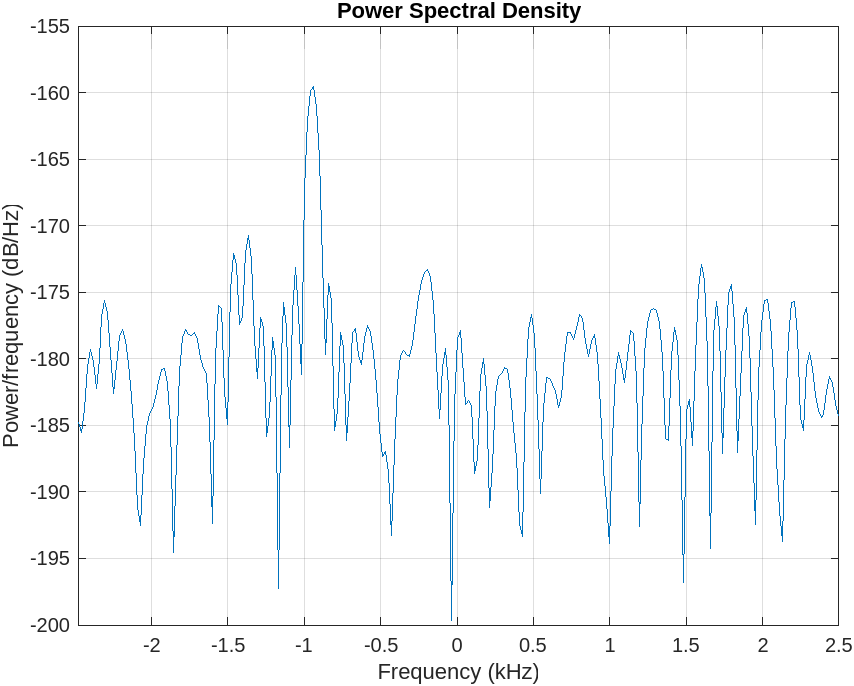 Power Spectral Density
-155
-160
-165
-170
-175
-180
-185
-190
-195
-200
Power/frequency (dB/Hz)
-2 -1.5 -1 -0.5 0 0.5 1 1.5 2 2.5
Frequency (kHz)